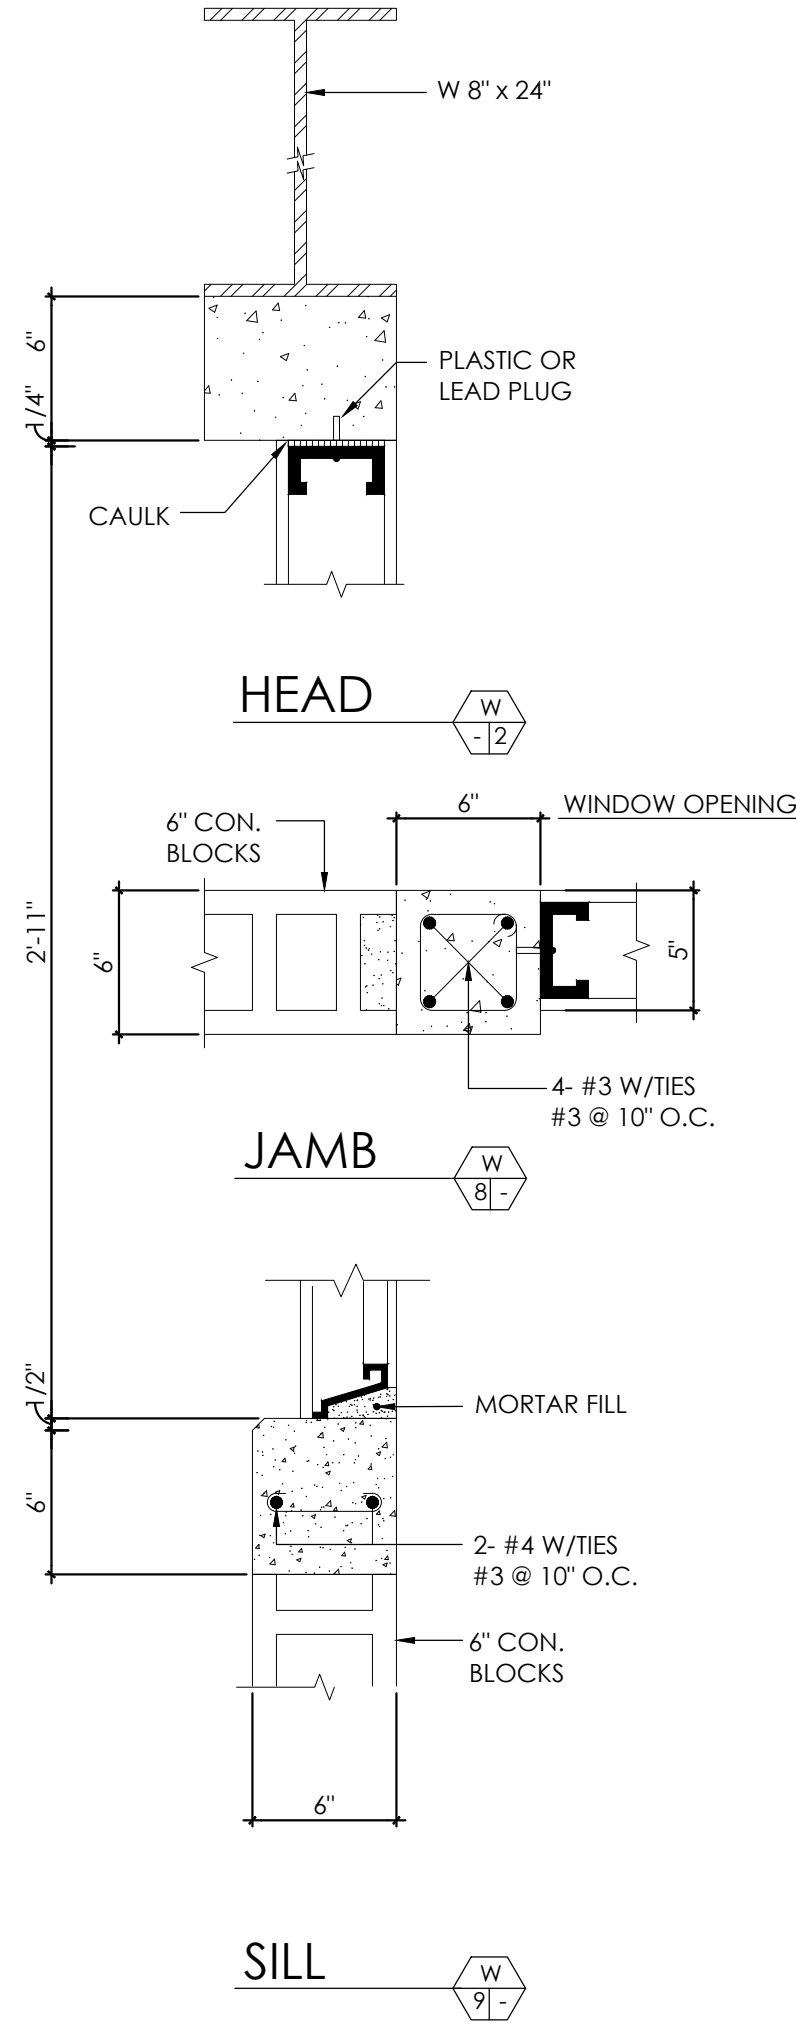 W 8" x 24"
6"
1/4"
PLASTIC OR
LEAD PLUG
CAULK
HEAD
W
- 2
6" CON.
BLOCKS
6"
WINDOW OPENING
2'-11"
6"
5"
4- #3 W/TIES
#3 @ 10" O.C.
JAMB
W
8 -
1/2"
MORTAR FILL
6"
2- #4 W/TIES
#3 @ 10" O.C.
6" CON.
BLOCKS
6"
SILL
W
9 -